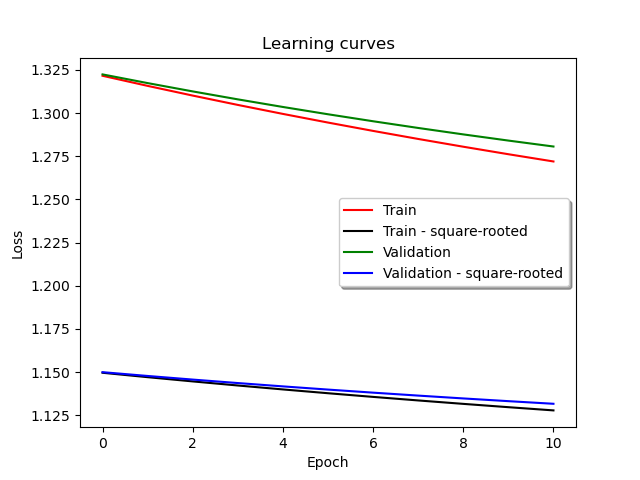 Learning curves
1.325
1.300
1.275
1.250
1.225
1.200
1.175
1.150
1.125
Loss
Train
Train - square-rooted
Validation
Validation - square-rooted
0 2 4 6 8 10
Epoch